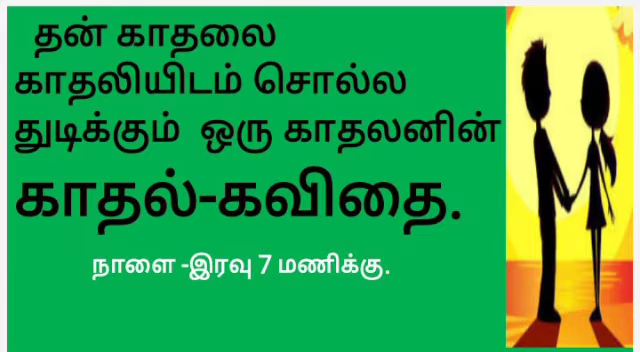 தன் காதலை
காதலியிடம் சொல்ல
துடிக்கும் ஒரு காதலனின்
காதல்-கவிதை.
நாளை -இரவு 7 மணிக்கு.